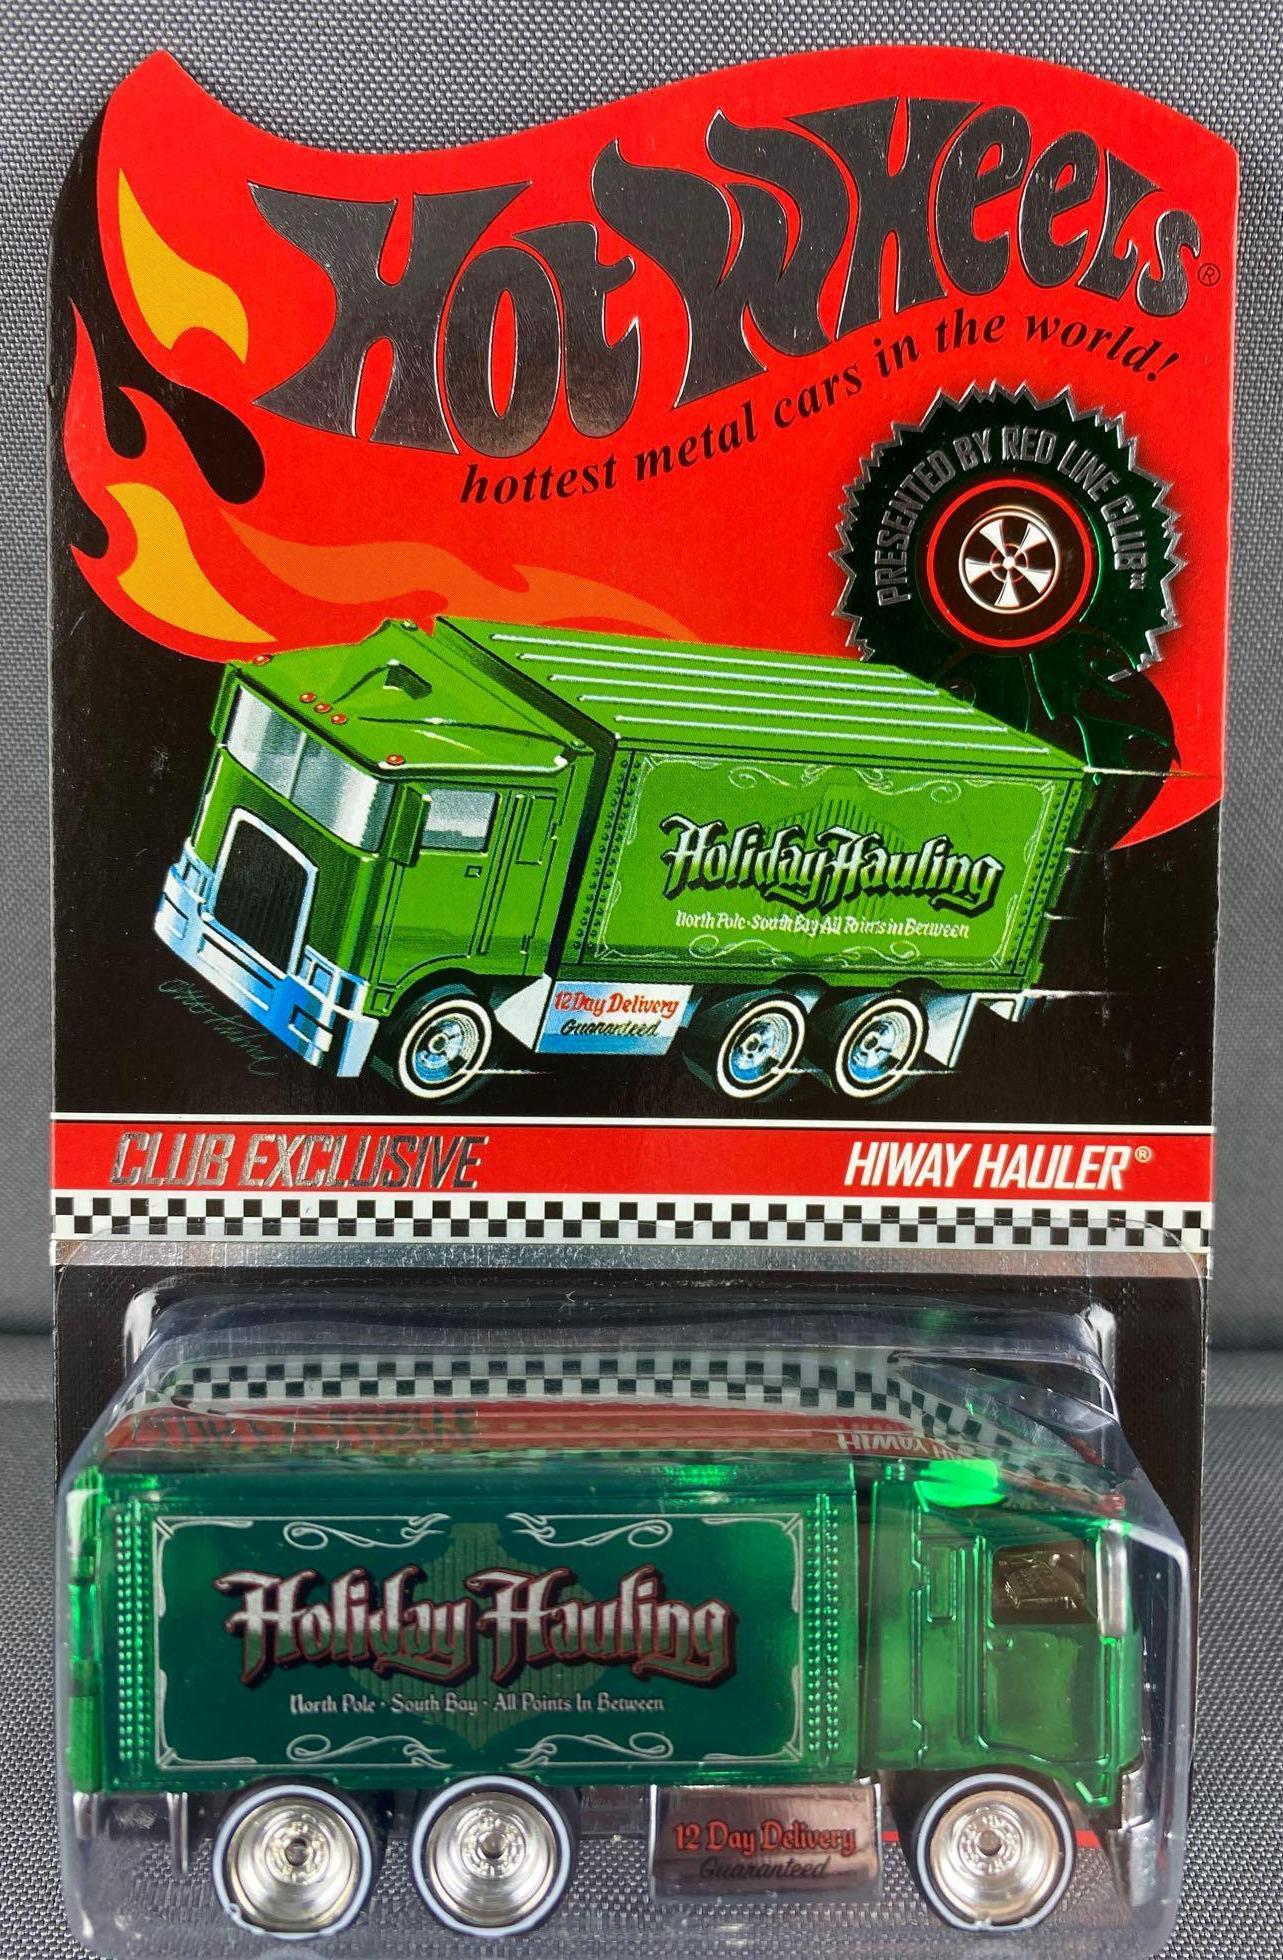 Hot Wheels®
hottest metal cars in the world!
PRESENTED BY RED LINE CLUB™
Holiday Hauling
North Pole · South Bay · All Points in Between
12 Day Delivery
Guaranteed
CLUB EXCLUSIVE
HIWAY HAULER®
Holiday Hauling
North Pole · South Bay · All Points In Between
12 Day Delivery
Guaranteed